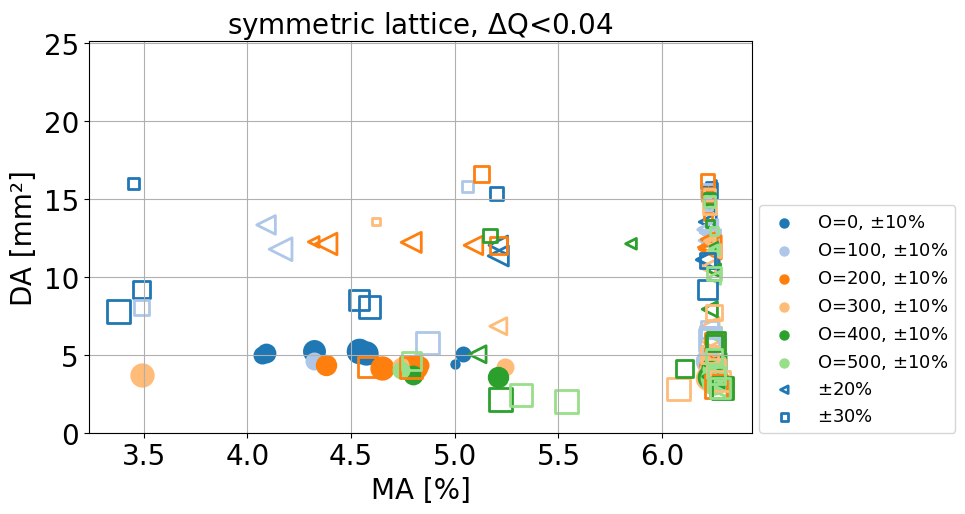 symmetric lattice, ΔQ<0.04
DA [mm²]
25
20
15
10
5
0
3.5 4.0 4.5 5.0 5.5 6.0
MA [%]
O=0, ±10%
O=100, ±10%
O=200, ±10%
O=300, ±10%
O=400, ±10%
O=500, ±10%
±20%
±30%